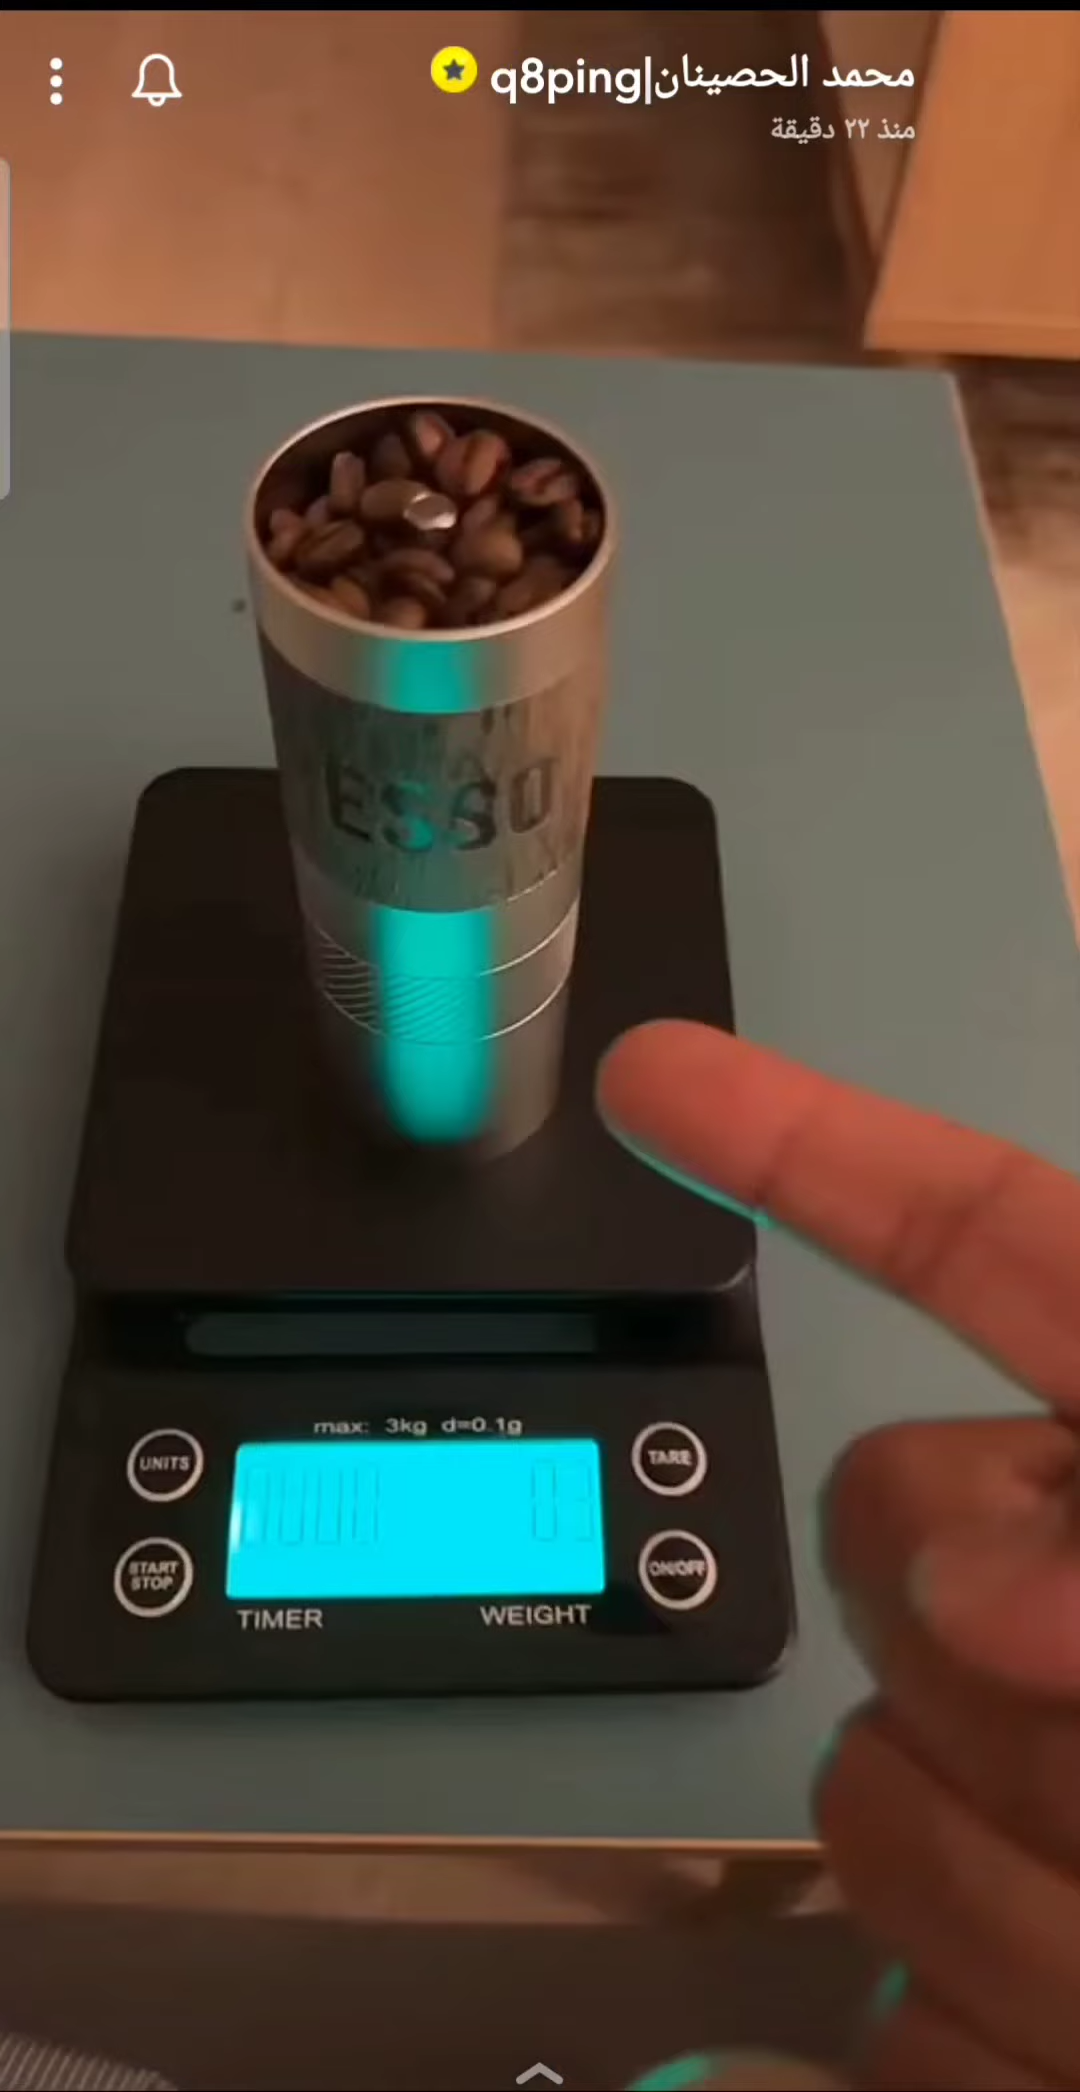 محمد الحصينان|q8ping
منذ ٢٢ دقيقة
ESSO
max: 3kg d=0.1g
UNITS
TARE
START
STOP
ON/OFF
TIMER
WEIGHT